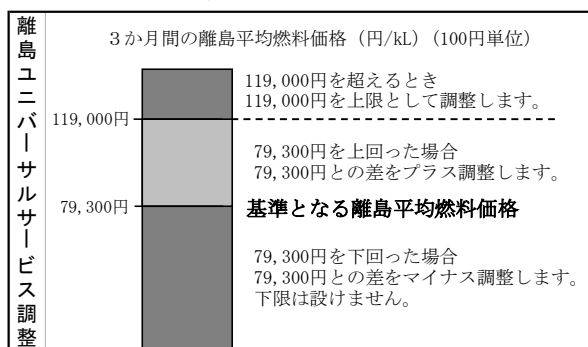 離島ユニバーサルサービス調整
3か月間の離島平均燃料価格（円/kL）(100円単位)
119,000円を超えるとき
119,000円を上限として調整します。
119,000円
79,300円を上回った場合
79,300円との差をプラス調整します。
79,300円
基準となる離島平均燃料価格
79,300円を下回った場合
79,300円との差をマイナス調整します。
下限は設けません。